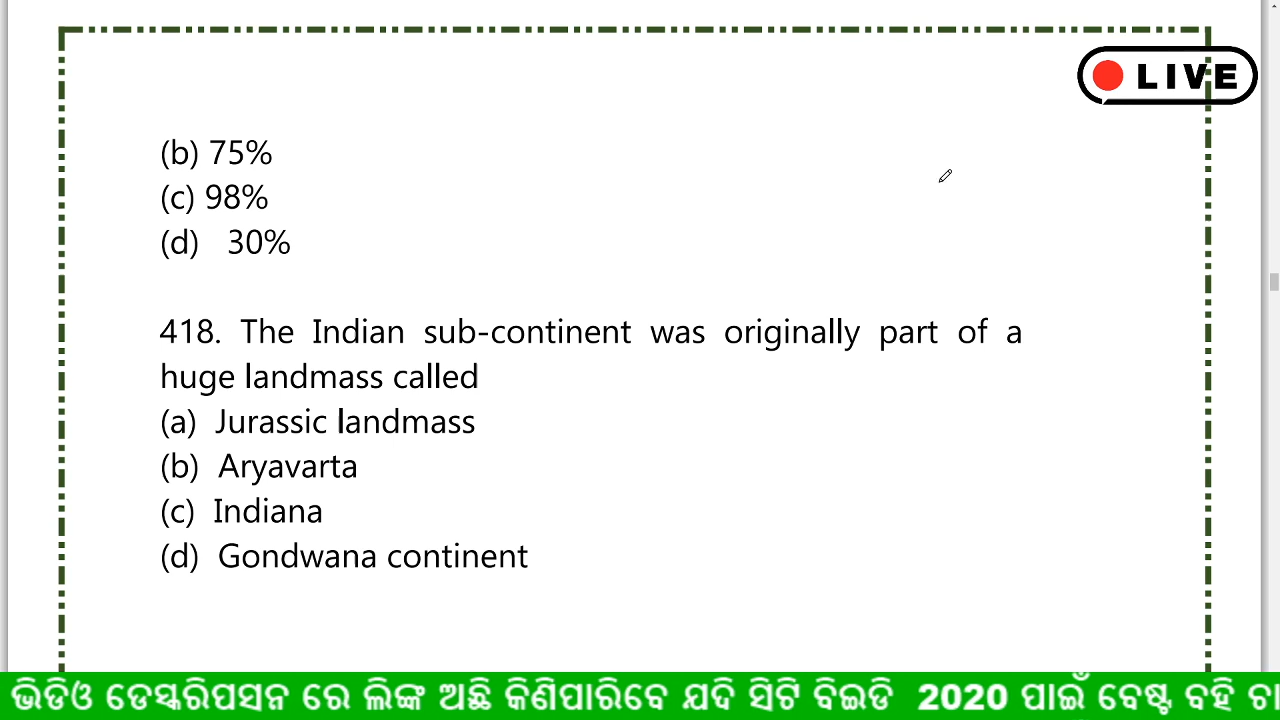 LIVE
(b) 75%
(c) 98%
(d) 30%
418. The Indian sub-continent was originally part of a
huge landmass called
(a) Jurassic landmass
(b) Aryavarta
(c) Indiana
(d) Gondwana continent
ଭିଡିଓ ଡେସ୍କରିପସନ ରେ ଲିଙ୍କ ଅଛି କିଣିପାରିବେ ଯଦି ସିଟି ବିଇଡି 2020 ପାଇଁ ବେଷ୍ଟ ବହି